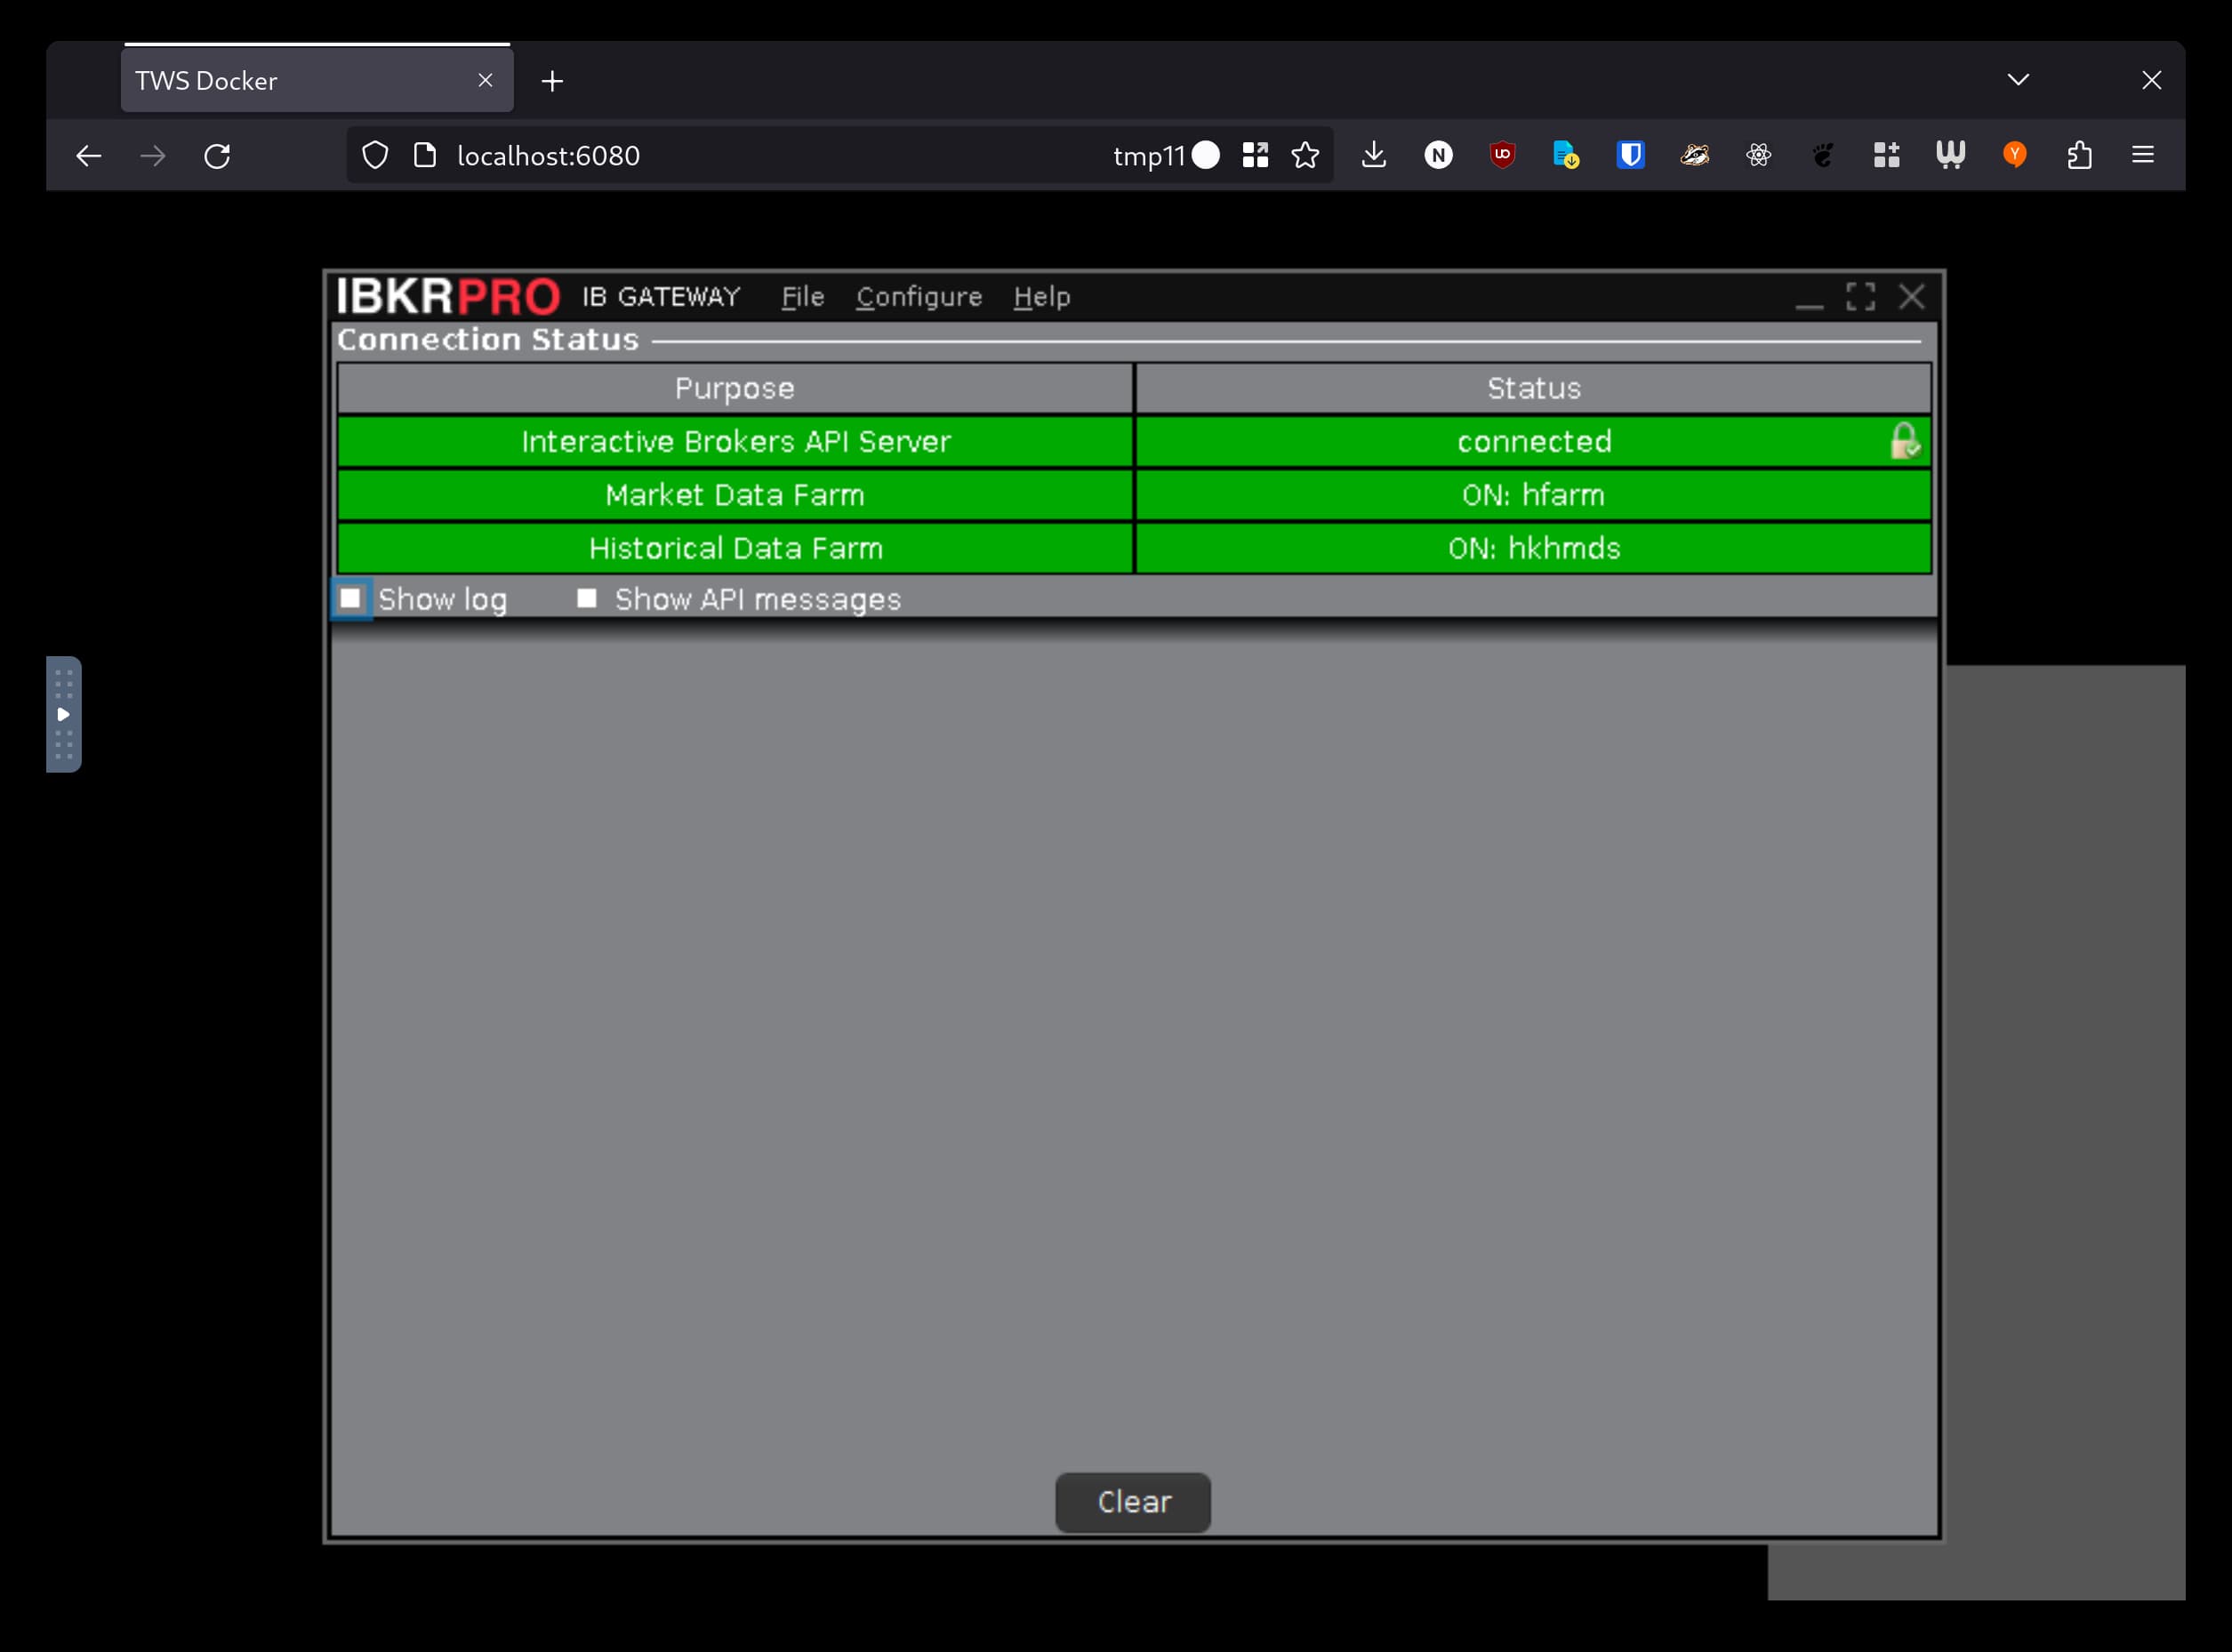 TWS Docker
localhost:6080 tmp11 N UD Y
IBKRPRO IB GATEWAY File Configure Help
Connection Status
Purpose Status
Interactive Brokers API Server connected
Market Data Farm ON: hfarm
Historical Data Farm ON: hkhmds
Show log Show API messages
Clear